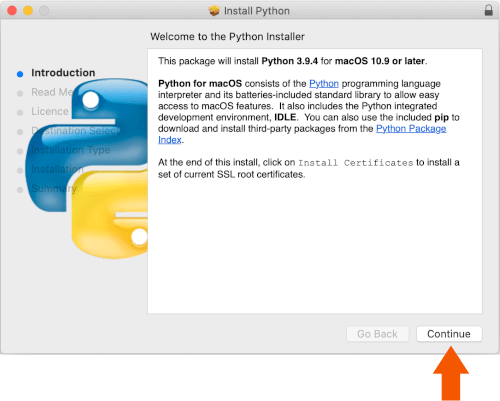 Install Python
Welcome to the Python Installer
Introduction
Read Me
Licence
Destination Select
Installation Type
Installation
Summary
This package will install Python 3.9.4 for macOS 10.9 or later.
Python for macOS consists of the Python programming language
interpreter and its batteries-included standard library to allow easy
access to macOS features. It also includes the Python integrated
development environment, IDLE. You can also use the included pip to
download and install third-party packages from the Python Package
Index.
At the end of this install, click on Install Certificates to install a
set of current SSL root certificates.
Go Back
Continue